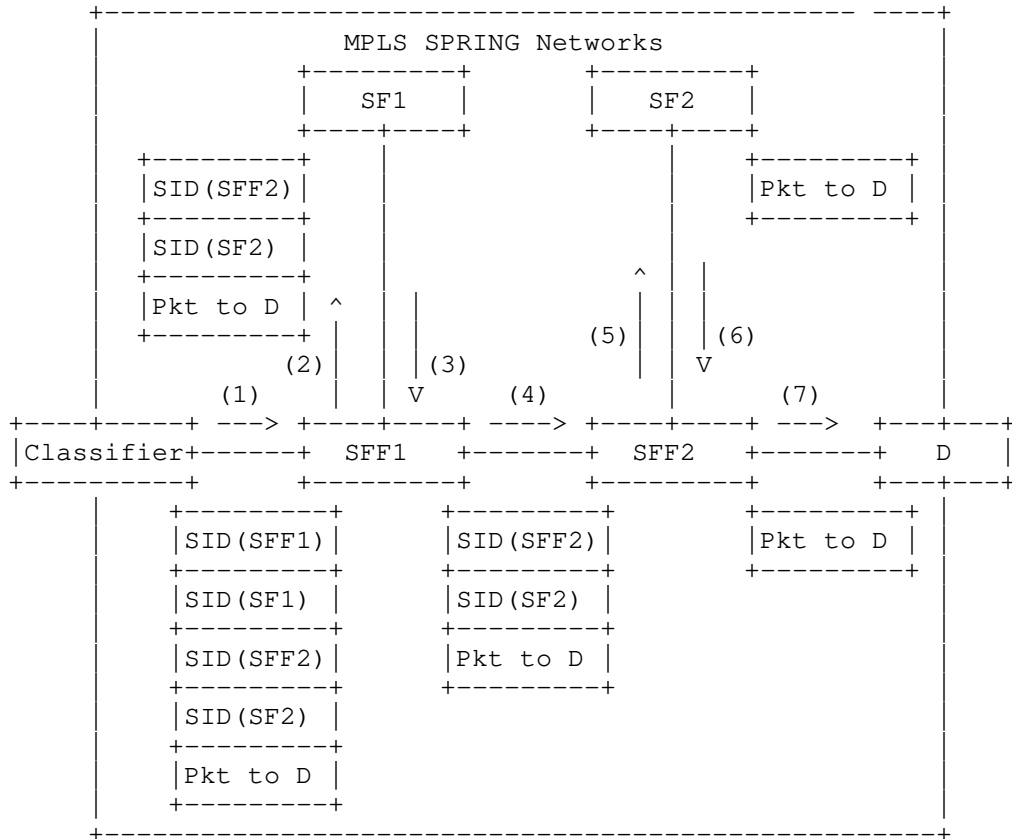 MPLS SPRING Networks
SF1 SF2
SID(SFF2) Pkt to D
SID(SF2)
Pkt to D
(5) (6)
(2) (3)
(1) (4) (7)
Classifier SFF1 SFF2 D
SID(SFF1) SID(SFF2) Pkt to D
SID(SF1) SID(SF2)
SID(SFF2) Pkt to D
SID(SF2)
Pkt to D